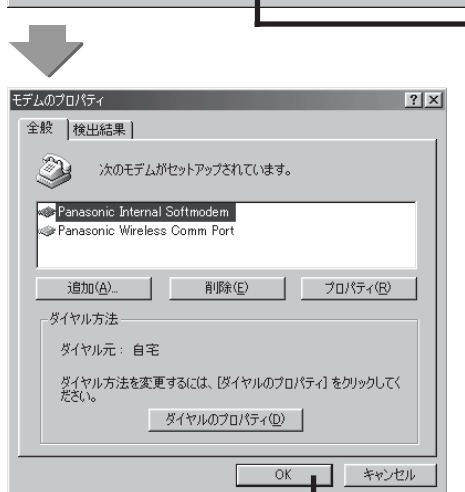 モデムのプロパティ
全般
検出結果
次のモデムがセットアップされています。
Panasonic Internal Softmodem
Panasonic Wireless Comm Port
追加(A)...
削除(E)
プロパティ(R)
ダイヤル方法
ダイヤル元： 自宅
ダイヤル方法を変更するには、[ダイヤルのプロパティ] をクリックしてく
ださい。
ダイヤルのプロパティ(D)
OK
キャンセル